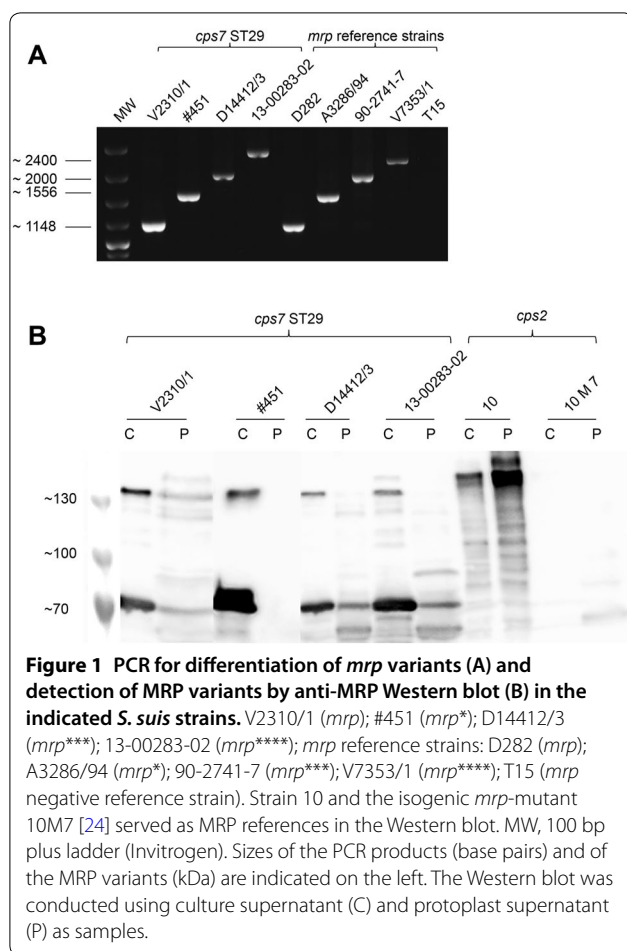 cps7 ST29 mrp reference strains
A
MW V2310/1 #451 D14412/3 13-00283-02 D282 A3286/94 90-2741-7 V7353/1 T15
~ 2400
~ 2000
~ 1556
~ 1148
cps7 ST29 cps2
B
V2310/1 #451 D14412/3 13-00283-02 10 10 M 7
C P C P C P C P C P C P
~130
~100
~70
Figure 1 PCR for differentiation of mrp variants (A) and
detection of MRP variants by anti-MRP Western blot (B) in the
indicated S. suis strains. V2310/1 (mrp); #451 (mrp*); D14412/3
(mrp***); 13-00283-02 (mrp****); mrp reference strains: D282 (mrp);
A3286/94 (mrp*); 90-2741-7 (mrp***); V7353/1 (mrp****); T15 (mrp
negative reference strain). Strain 10 and the isogenic mrp-mutant
10M7 [24] served as MRP references in the Western blot. MW, 100 bp
plus ladder (Invitrogen). Sizes of the PCR products (base pairs) and of
the MRP variants (kDa) are indicated on the left. The Western blot was
conducted using culture supernatant (C) and protoplast supernatant
(P) as samples.